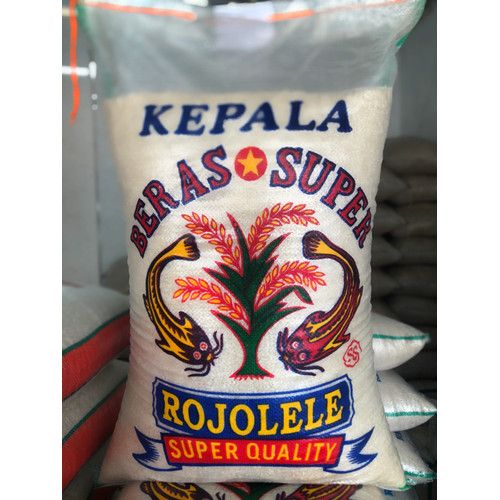 KEPALA
BERAS SUPER
ROJOLELE
SUPER QUALITY